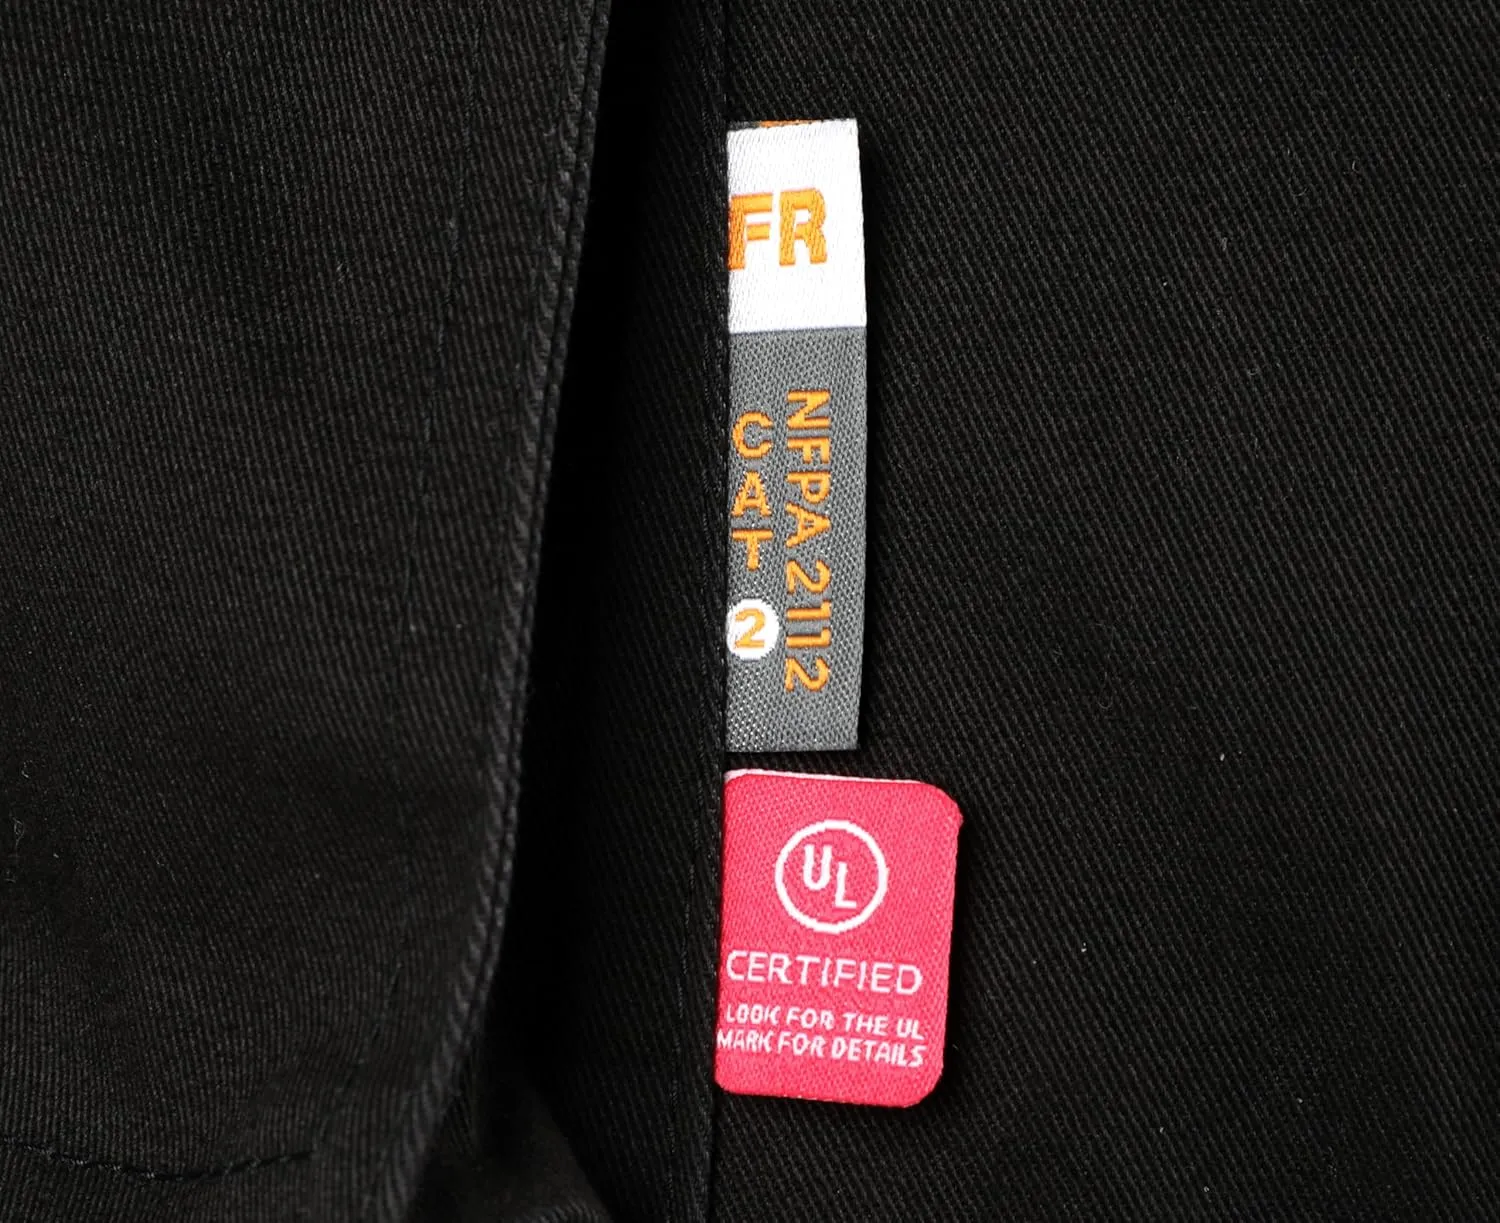 FR
NFPA 2112
CAT 2
UL
CERTIFIED
LOOK FOR THE UL
MARK FOR DETAILS